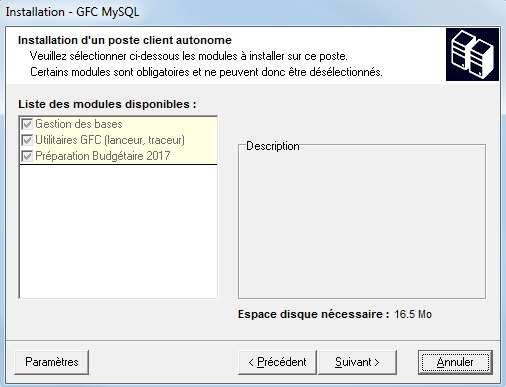 Installation - GFC MySQL
Installation d'un poste client autonome
Veuillez sélectionner ci-dessous les modules à installer sur ce poste.
Certains modules sont obligatoires et ne peuvent donc être désélectionnés.
Liste des modules disponibles :
Gestion des bases
Utilitaires GFC (lanceur, traceur)
Préparation Budgétaire 2017
Description
Espace disque nécessaire : 16.5 Mo
Paramètres
< Précédent
Suivant >
Annuler